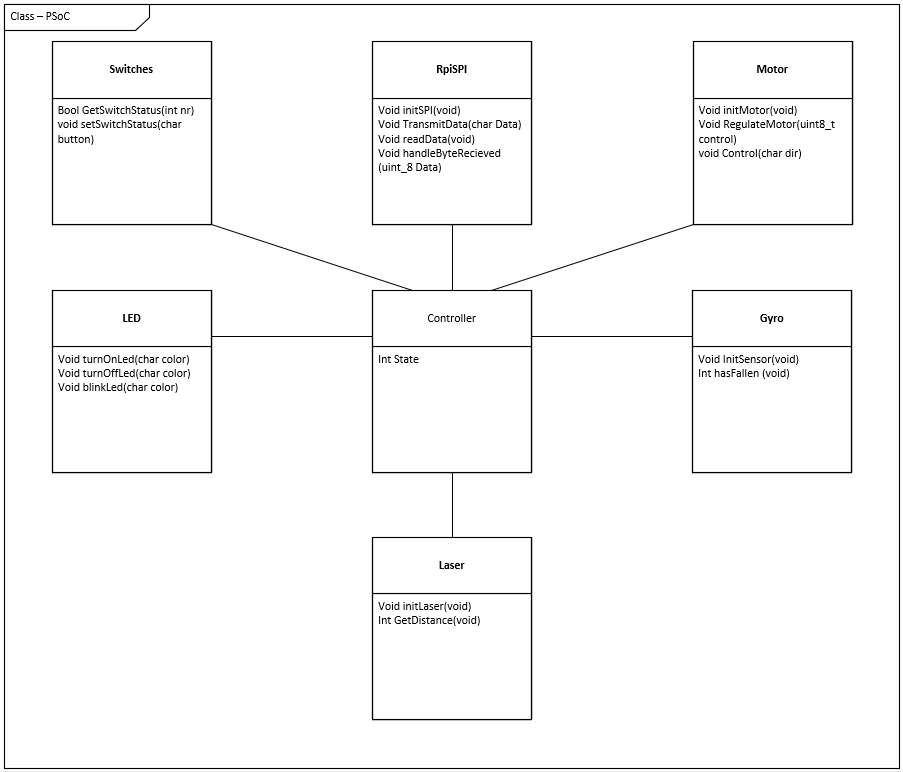 Class – PSoC
Switches
Bool GetSwitchStatus(int nr)
void setSwitchStatus(char
button)
RpiSPI
Void initSPI(void)
Void TransmitData(char Data)
Void readData(void)
Void handleByteRecieved
(uint_8 Data)
Motor
Void initMotor(void)
Void RegulateMotor(uint8_t
control)
void Control(char dir)
LED
Void turnOnLed(char color)
Void turnOffLed(char color)
Void blinkLed(char color)
Controller
Int State
Gyro
Void InitSensor(void)
Int hasFallen (void)
Laser
Void initLaser(void)
Int GetDistance(void)